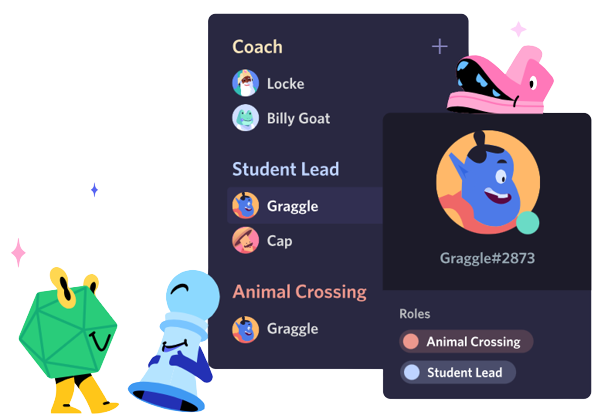 Coach
Locke
Billy Goat
Student Lead
Graggle
Cap
Animal Crossing
Graggle
Graggle#2873
Roles
Animal Crossing
Student Lead